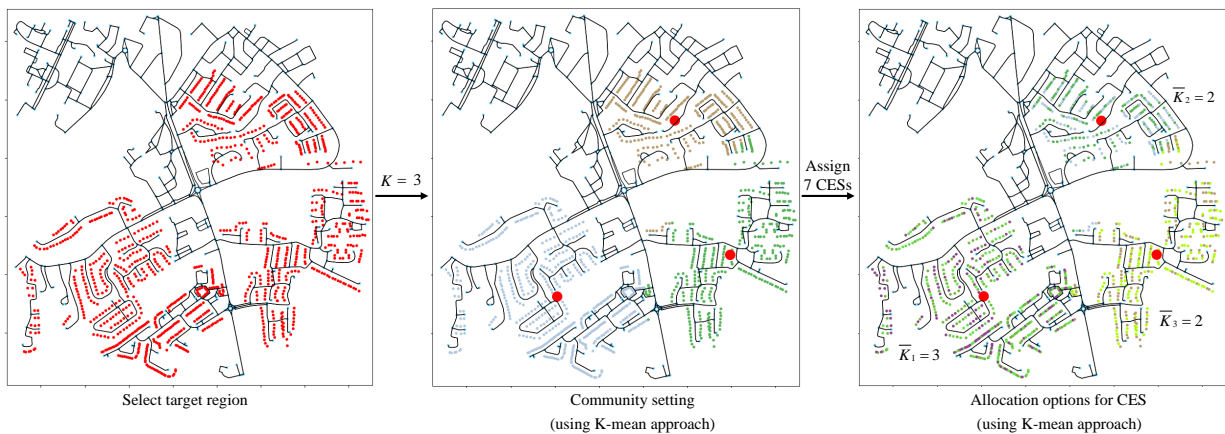 K = 3
Assign
7 CESs
K̅₂ = 2
K̅₃ = 2
K̅₁ = 3
Select target region
Community setting
(using K-mean approach)
Allocation options for CES
(using K-mean approach)